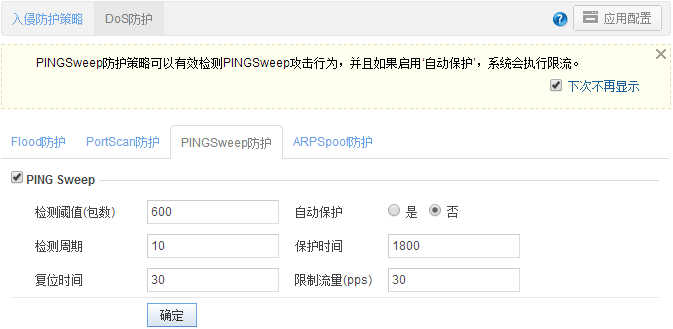 入侵防护策略 DoS防护 应用配置
PINGSweep防护策略可以有效检测PINGSweep攻击行为，并且如果启用‘自动保护’，系统会执行限流。
下次不再显示
Flood防护 PortScan防护 PINGSweep防护 ARPSpoof防护
PING Sweep
检测阈值(包数) 600 自动保护 是 否
检测周期 10 保护时间 1800
复位时间 30 限制流量(pps) 30
确定